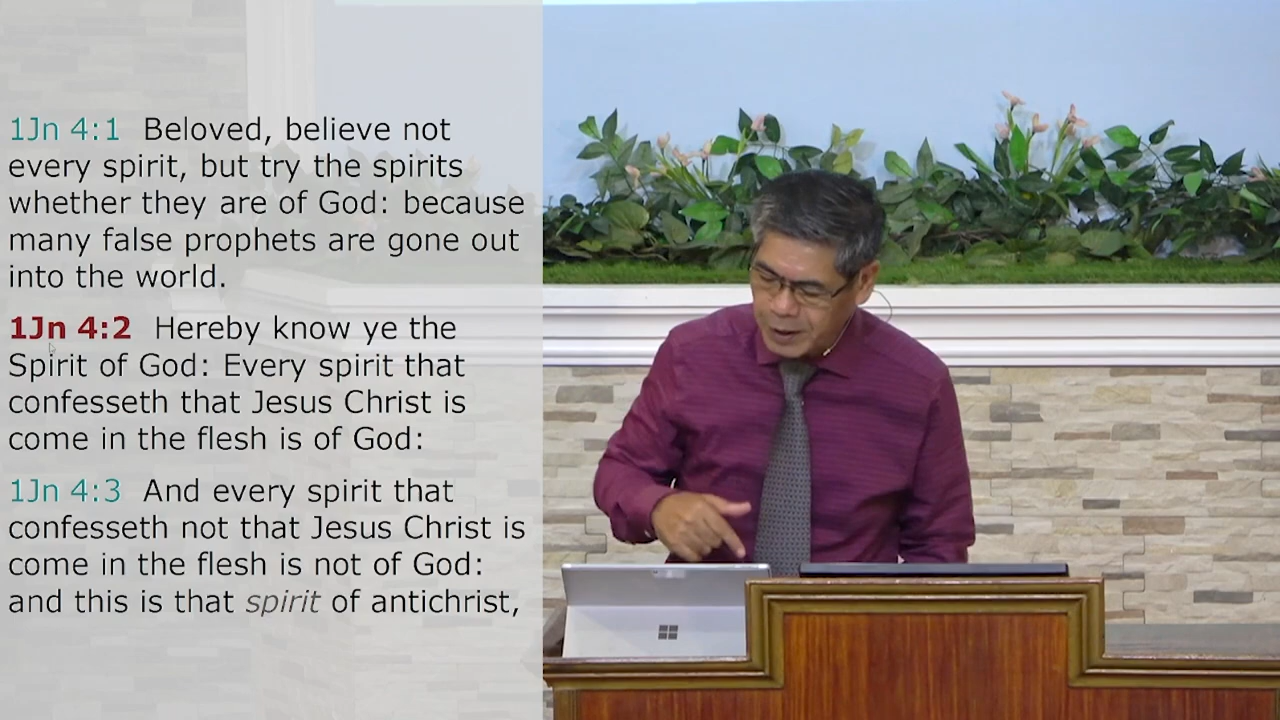 1Jn 4:1 Beloved, believe not
every spirit, but try the spirits
whether they are of God: because
many false prophets are gone out
into the world.
1Jn 4:2 Hereby know ye the
Spirit of God: Every spirit that
confesseth that Jesus Christ is
come in the flesh is of God:
1Jn 4:3 And every spirit that
confesseth not that Jesus Christ is
come in the flesh is not of God:
and this is that spirit of antichrist,